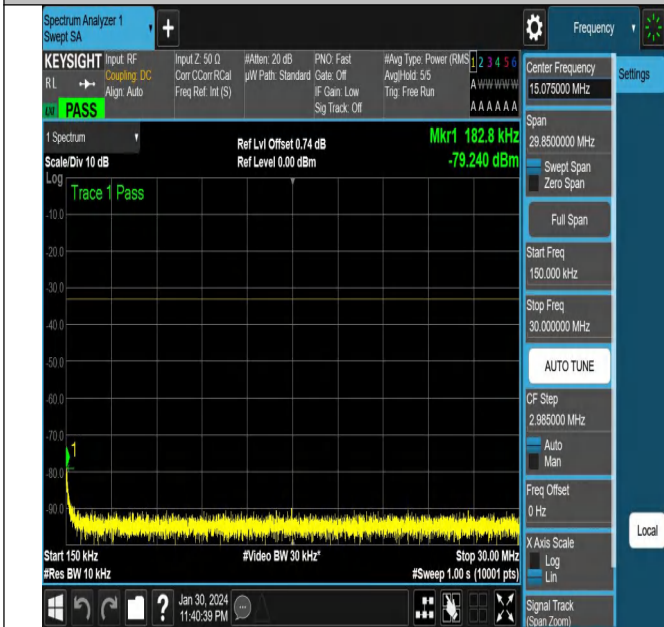 Spectrum Analyzer 1
Swept SA
Frequency
KEYSIGHT
RL
LXI
PASS
Input: RF
Coupling: DC
Align: Auto
Input Z: 50 Ω
Corr CCorr RCal
Freq Ref: Int (S)
#Atten: 20 dB
µW Path: Standard
PNO: Fast
Gate: Off
IF Gain: Low
Sig Track: Off
#Avg Type: Power (RMS
Avg|Hold: 5/5
Trig: Free Run
1 2 3 4 5 6
A W W W W W
A A A A A A
1 Spectrum
Scale/Div 10 dB
Ref Lvl Offset 0.74 dB
Ref Level 0.00 dBm
Mkr1 182.8 kHz
-79.240 dBm
Log
Trace 1 Pass
-10.0
-20.0
-30.0
-40.0
-50.0
-60.0
-70.0
1
-80.0
-90.0
Start 150 kHz
#Video BW 30 kHz*
Stop 30.00 MHz
#Res BW 10 kHz
#Sweep 1.00 s (10001 pts)
Jan 30, 2024
11:40:39 PM
Center Frequency
15.075000 MHz
Settings
Span
29.8500000 MHz
Swept Span
Zero Span
Full Span
Start Freq
150.000 kHz
Stop Freq
30.000000 MHz
AUTO TUNE
CF Step
2.985000 MHz
Auto
Man
Freq Offset
0 Hz
Local
X Axis Scale
Log
Lin
Signal Track
(Span Zoom)